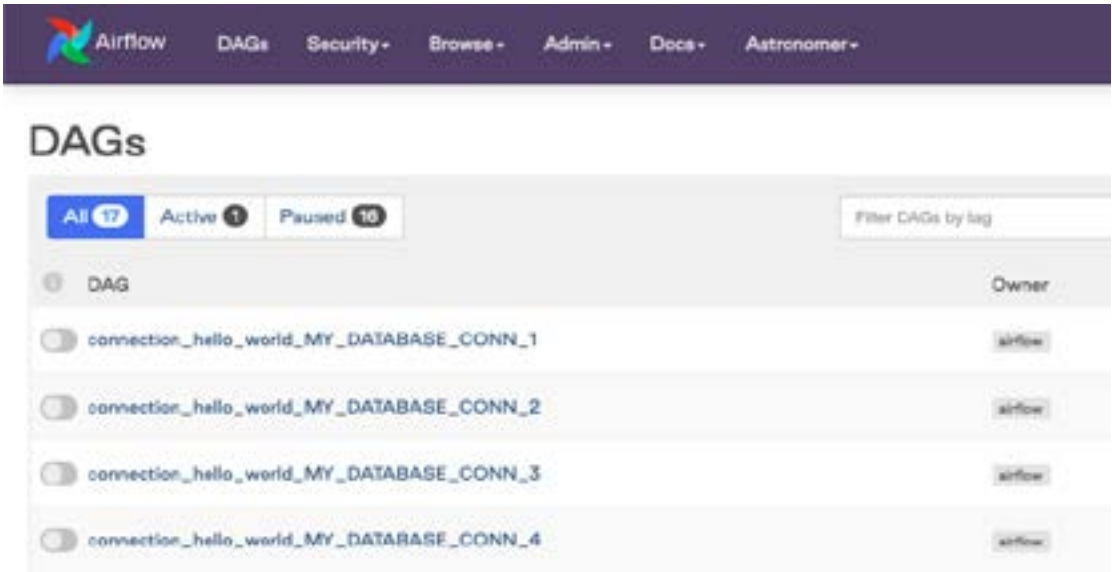 Airflow DAGs Security Browse Admin Docs Astronomer
DAGs
All 17 Active 1 Paused 16 Filter DAGs by tag
DAG Owner
connection_hello_world_MY_DATABASE_CONN_1 airflow
connection_hello_world_MY_DATABASE_CONN_2 airflow
connection_hello_world_MY_DATABASE_CONN_3 airflow
connection_hello_world_MY_DATABASE_CONN_4 airflow